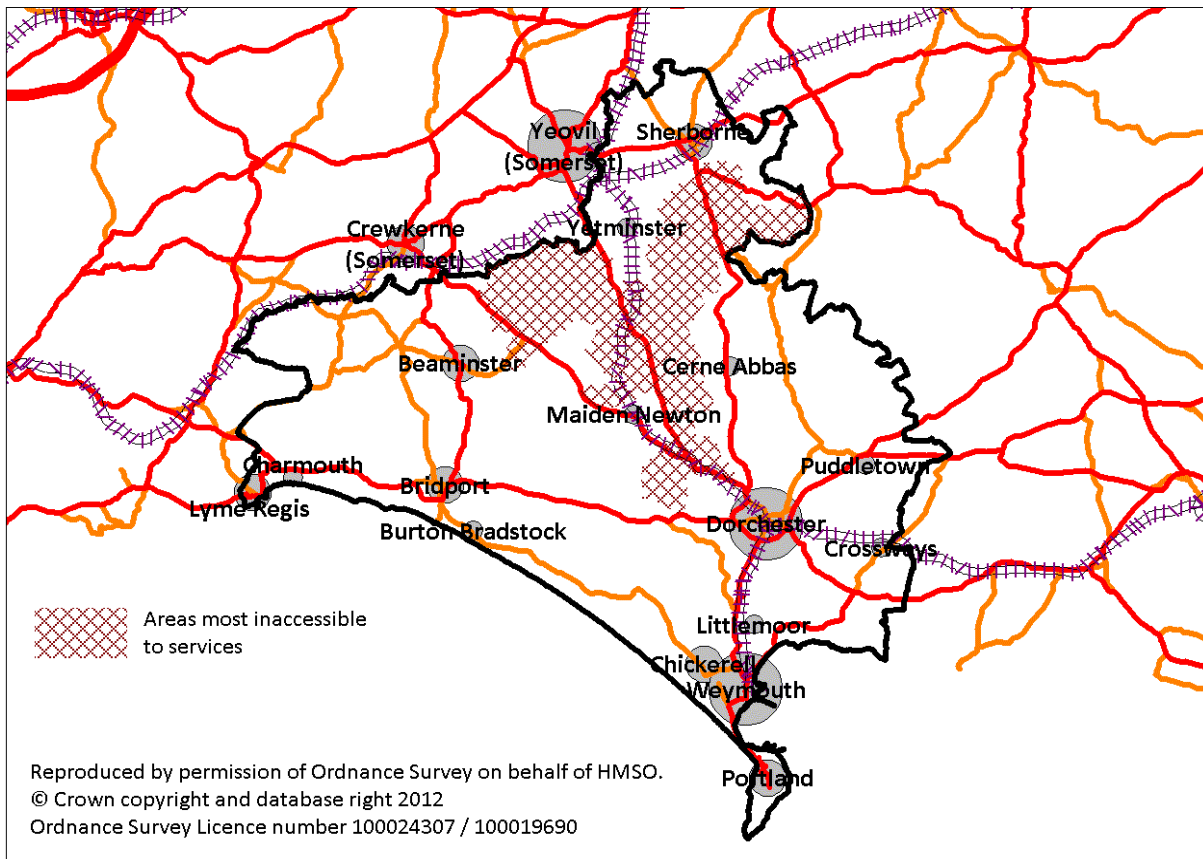 Yeovil
(Somerset)
Sherborne
Crewkerne
(Somerset)
Yetminster
Beaminster
Cerne Abbas
Maiden Newton
Charmouth
Lyme Regis
Bridport
Puddletown
Burton Bradstock
Dorchester
Crossways
Areas most inaccessible
to services
Littlemoor
Chickerell
Weymouth
Portland
Reproduced by permission of Ordnance Survey on behalf of HMSO.
© Crown copyright and database right 2012
Ordnance Survey Licence number 100024307 / 100019690